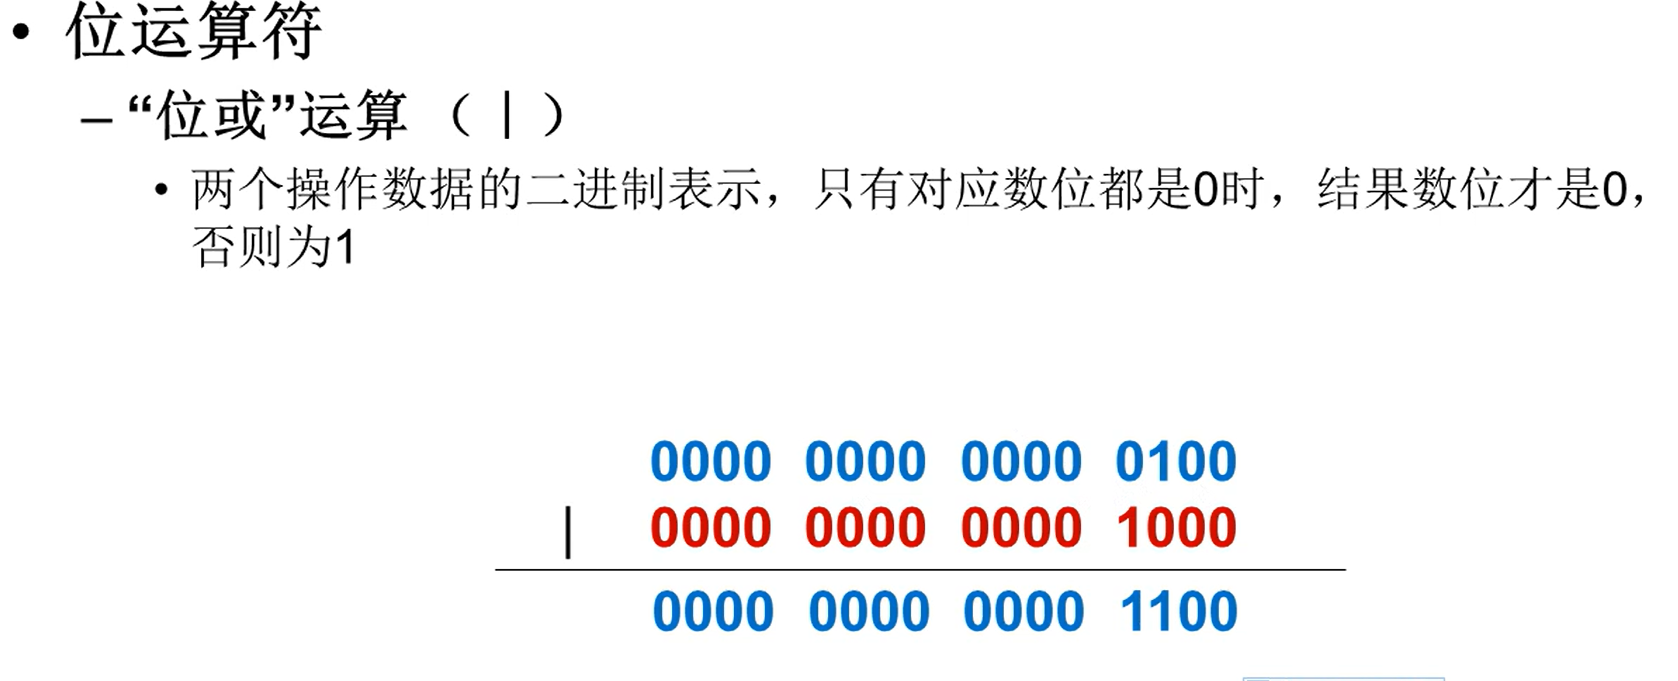 • 位运算符
– “位或”运算 （ | ）
• 两个操作数据的二进制表示，只有对应数位都是0时，结果数位才是0，
否则为1
0000 0000 0000 0100
| 0000 0000 0000 1000
0000 0000 0000 1100